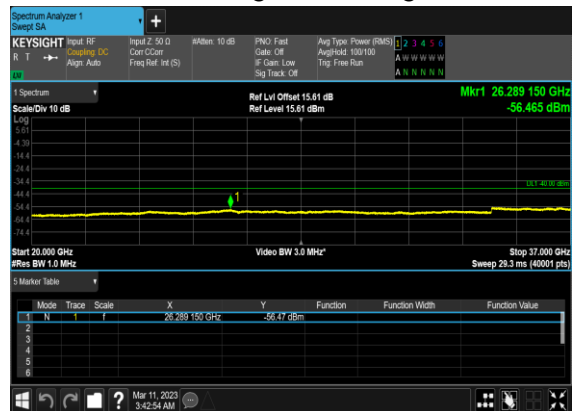 Spectrum Analyzer 1
Swept SA
+
KEYSIGHT Input: RF Input Z: 50 Ω #Atten: 10 dB PNO: Fast Avg Type: Power (RMS) 1 2 3 4 5 6
R T Coupling: DC Corr CCorr Gate: Off Avg|Hold: 100/100 A W W W W W
Align: Auto Freq Ref: Int (S) IF Gain: Low Trig: Free Run
Sig Track: Off A N N N N N
1 Spectrum Ref Lvl Offset 15.61 dB Mkr1 26.289 150 GHz
Scale/Div 10 dB Ref Level 15.61 dBm -56.465 dBm
Log
5.61
-4.39
-14.4
-24.4
-34.4 DL1 -40.00 dBm
-44.4
-54.4 1
-64.4
-74.4
Start 20.000 GHz Video BW 3.0 MHz* Stop 37.000 GHz
#Res BW 1.0 MHz Sweep 29.3 ms (40001 pts)
5 Marker Table
Mode Trace Scale X Y Function Function Width Function Value
1 N 1 f 26.289 150 GHz -56.47 dBm
2
3
4
5
6
? Mar 11, 2023
3:42:54 AM